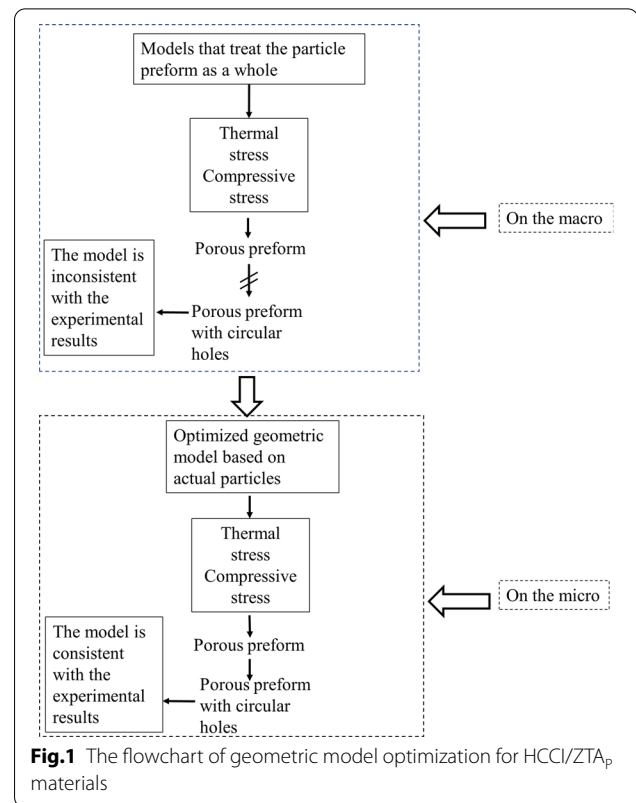 Models that treat the particle
preform as a whole
Thermal
stress
Compressive
stress
On the macro
Porous preform
The model is
inconsistent
with the
experimental
results
Porous preform
with circular
holes
Optimized geometric
model based on
actual particles
Thermal
stress
Compressive
stress
On the micro
Porous preform
The model is
consistent
with the
experimental
results
Porous preform
with circular
holes
Fig.1 The flowchart of geometric model optimization for HCCI/ZTAP
materials